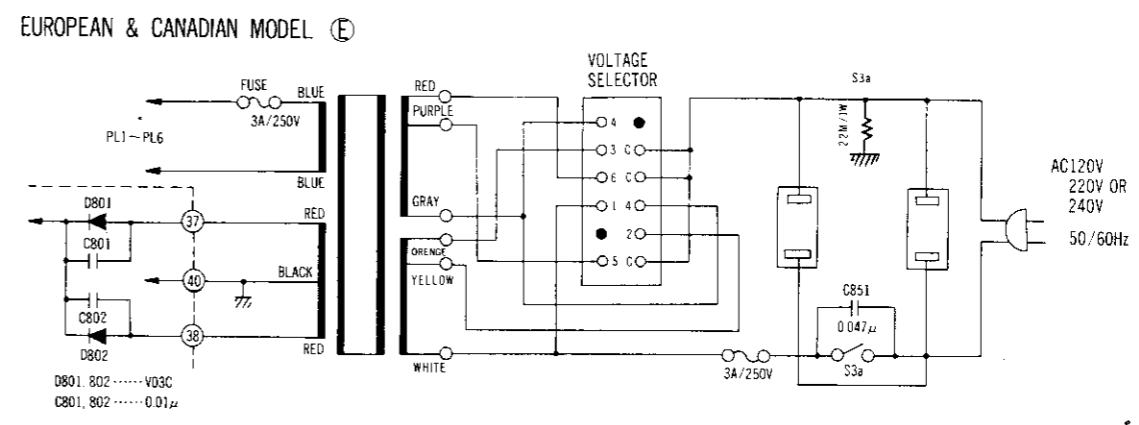 EUROPEAN & CANADIAN MODEL Ⓔ
VOLTAGE
SELECTOR
S3a
FUSE
BLUE
RED
PURPLE
3A/250V
4
22M/1W
PL1~PL6
3 C
6 C
AC120V
220V OR
240V
BLUE
GRAY
1 4
D801
37
RED
2
50/60Hz
C801
ORENGE
5 C
BLACK
YELLOW
40
C851
C802
0.047μ
38
D802
RED
WHITE
3A/250V
S3a
D801. 802 ······ V03C
C801, 802 ······ 0.01μ